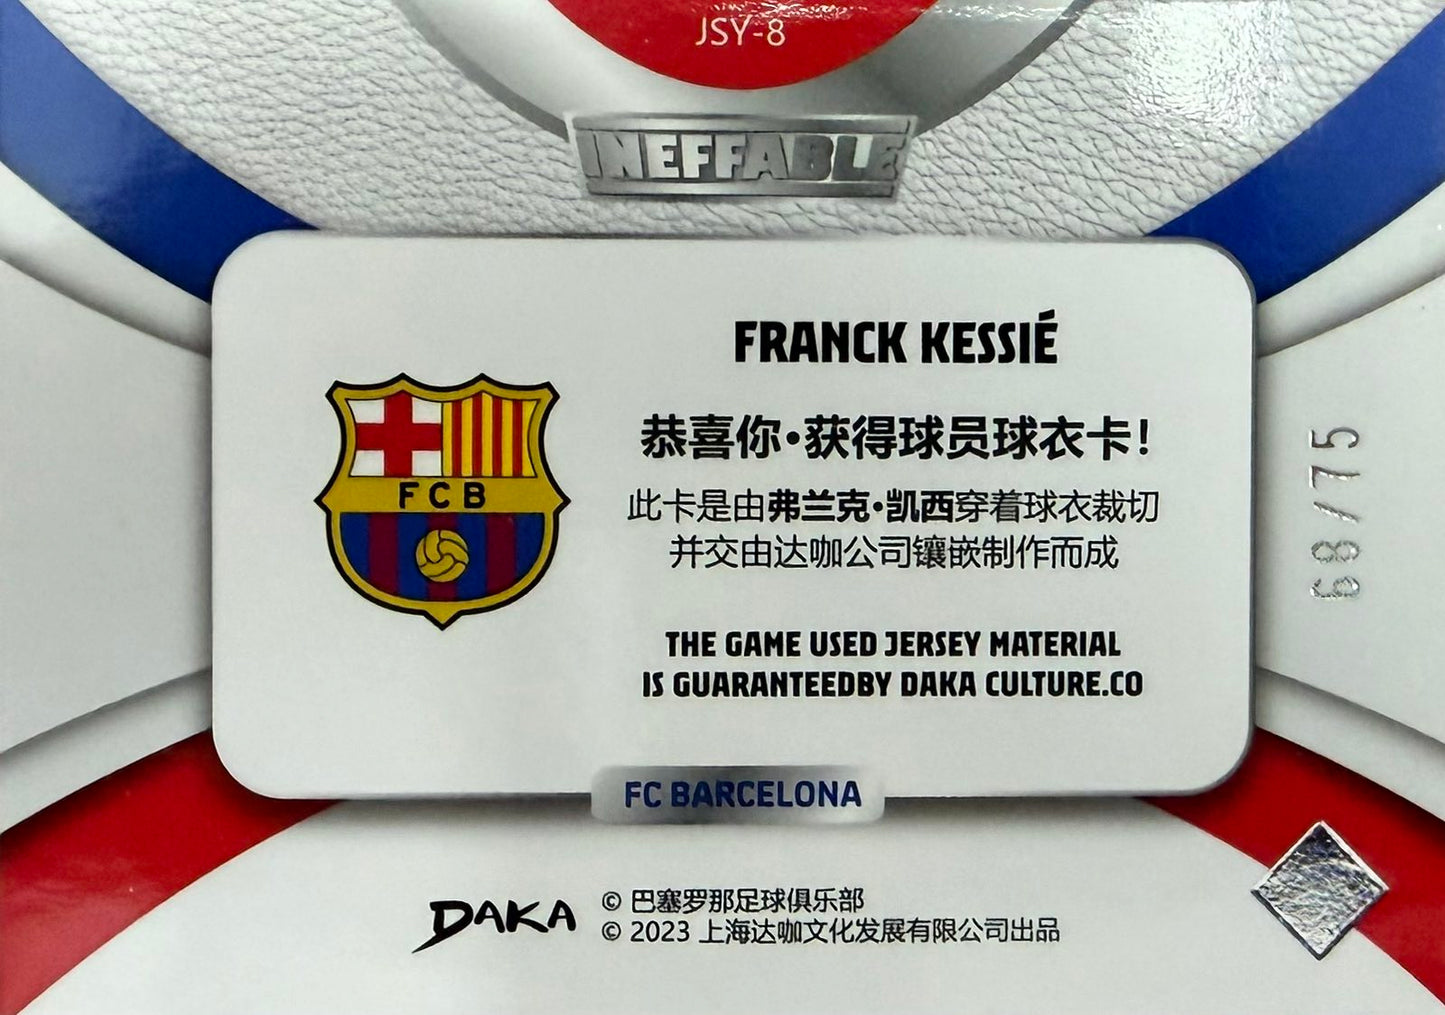 JSY-8
INEFFABLE
FRANCK KESSIÉ
恭喜你•获得球员球衣卡!
此卡是由弗兰克•凯西穿着球衣裁切
并交由达咖公司镶嵌制作而成
THE GAME USED JERSEY MATERIAL
IS GUARANTEEDBY DAKA CULTURE.CO
FCB
FC BARCELONA
68/75
DAKA
© 巴塞罗那足球俱乐部
© 2023 上海达咖文化发展有限公司出品